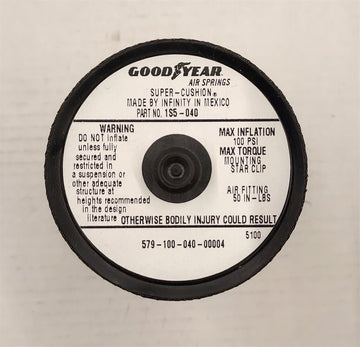 GOODYEAR
AIR SPRINGS
SUPER-CUSHION®
MADE BY INFINITY IN MEXICO
PART No. 1S5-040
WARNING
DO NOT inflate
unless fully
secured and
restricted in
a suspension or
other adequate
structure at
heights recommended
in the design
literature OTHERWISE BODILY INJURY COULD RESULT
MAX INFLATION
100 PSI
MAX TORQUE
MOUNTING
STAR CLIP
AIR FITTING
50 IN-LBS
5100
579-100-040-00004